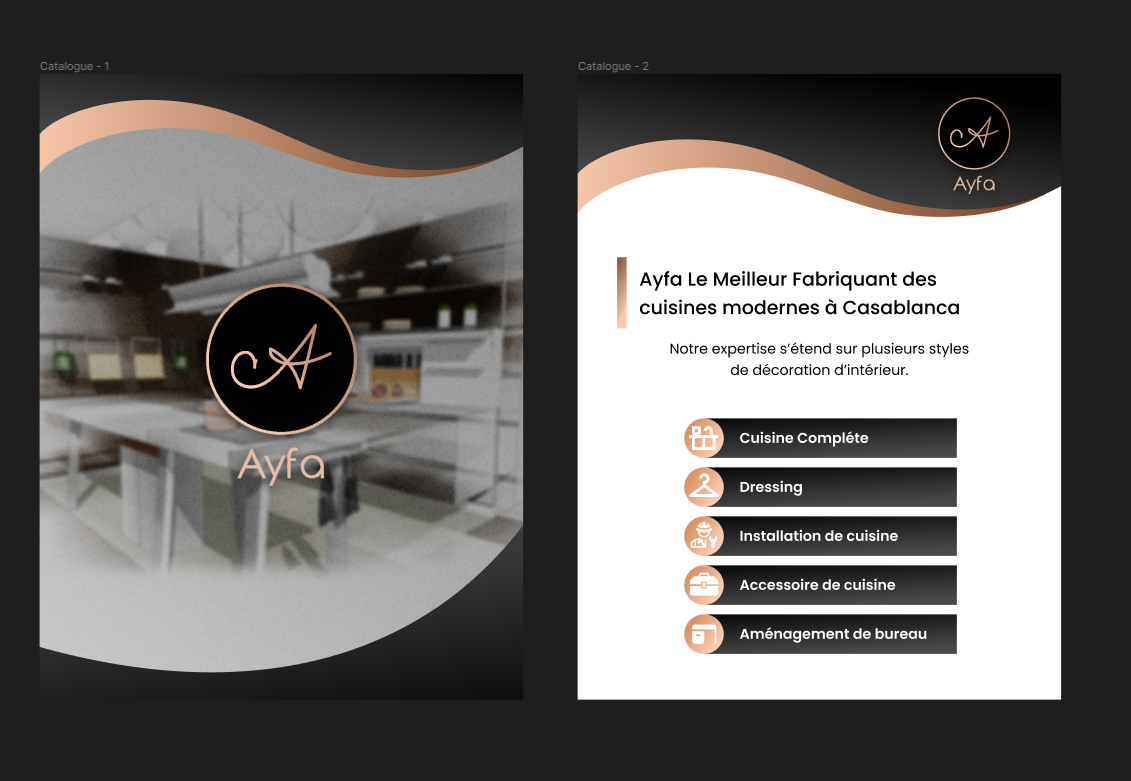 Catalogue - 1
Ayfa
Catalogue - 2
Ayfa
Ayfa Le Meilleur Fabriquant des
cuisines modernes à Casablanca
Notre expertise s’étend sur plusieurs styles
de décoration d’intérieur.
Cuisine Compléte
Dressing
Installation de cuisine
Accessoire de cuisine
Aménagement de bureau